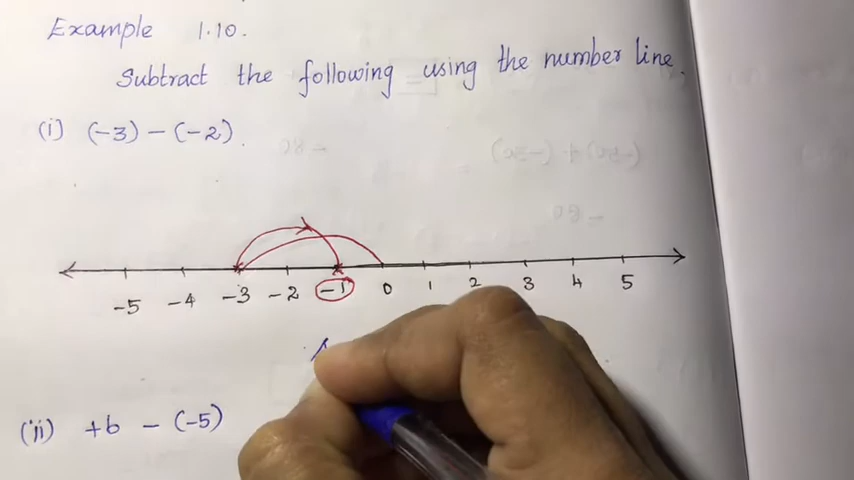 Example 1.10.
Subtract the following using the number line.
(i) (-3) - (-2).
-5 -4 -3 -2 -1 0 1 2 3 4 5
(ii) +6 - (-5)